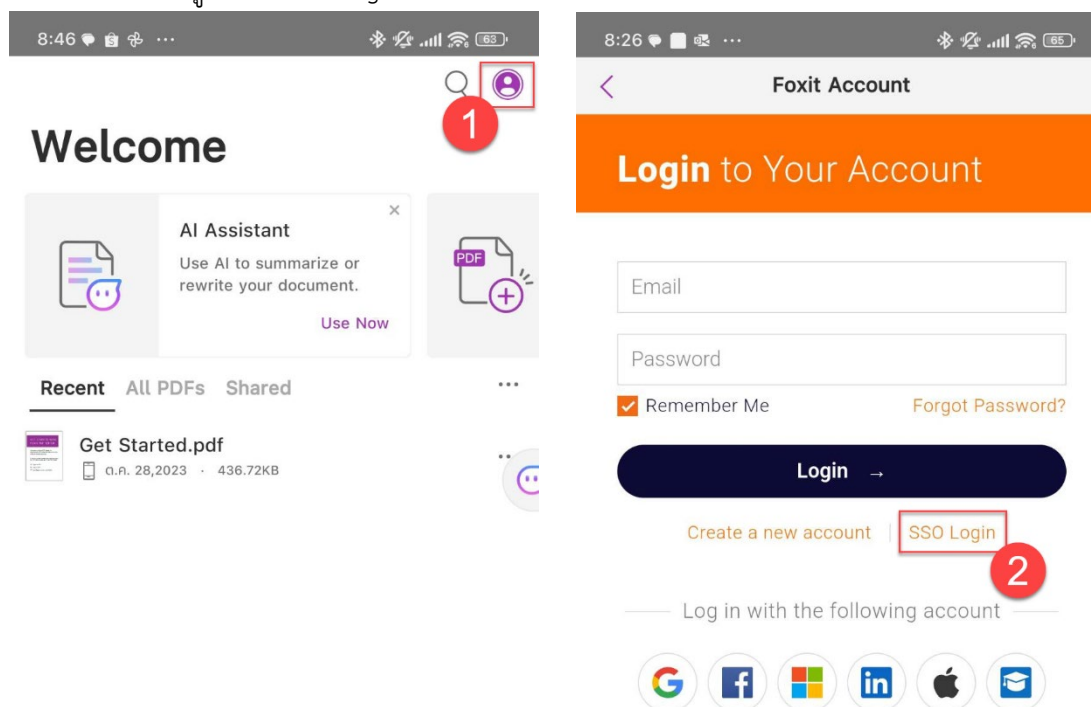 8:46
63
1
Welcome
AI Assistant
Use AI to summarize or
rewrite your document.
Use Now
PDF
Recent All PDFs Shared
Get Started.pdf
ต.ค. 28,2023 · 436.72KB
8:26
65
Foxit Account
Login to Your Account
Email
Password
Remember Me
Forgot Password?
Login →
Create a new account | SSO Login
2
Log in with the following account